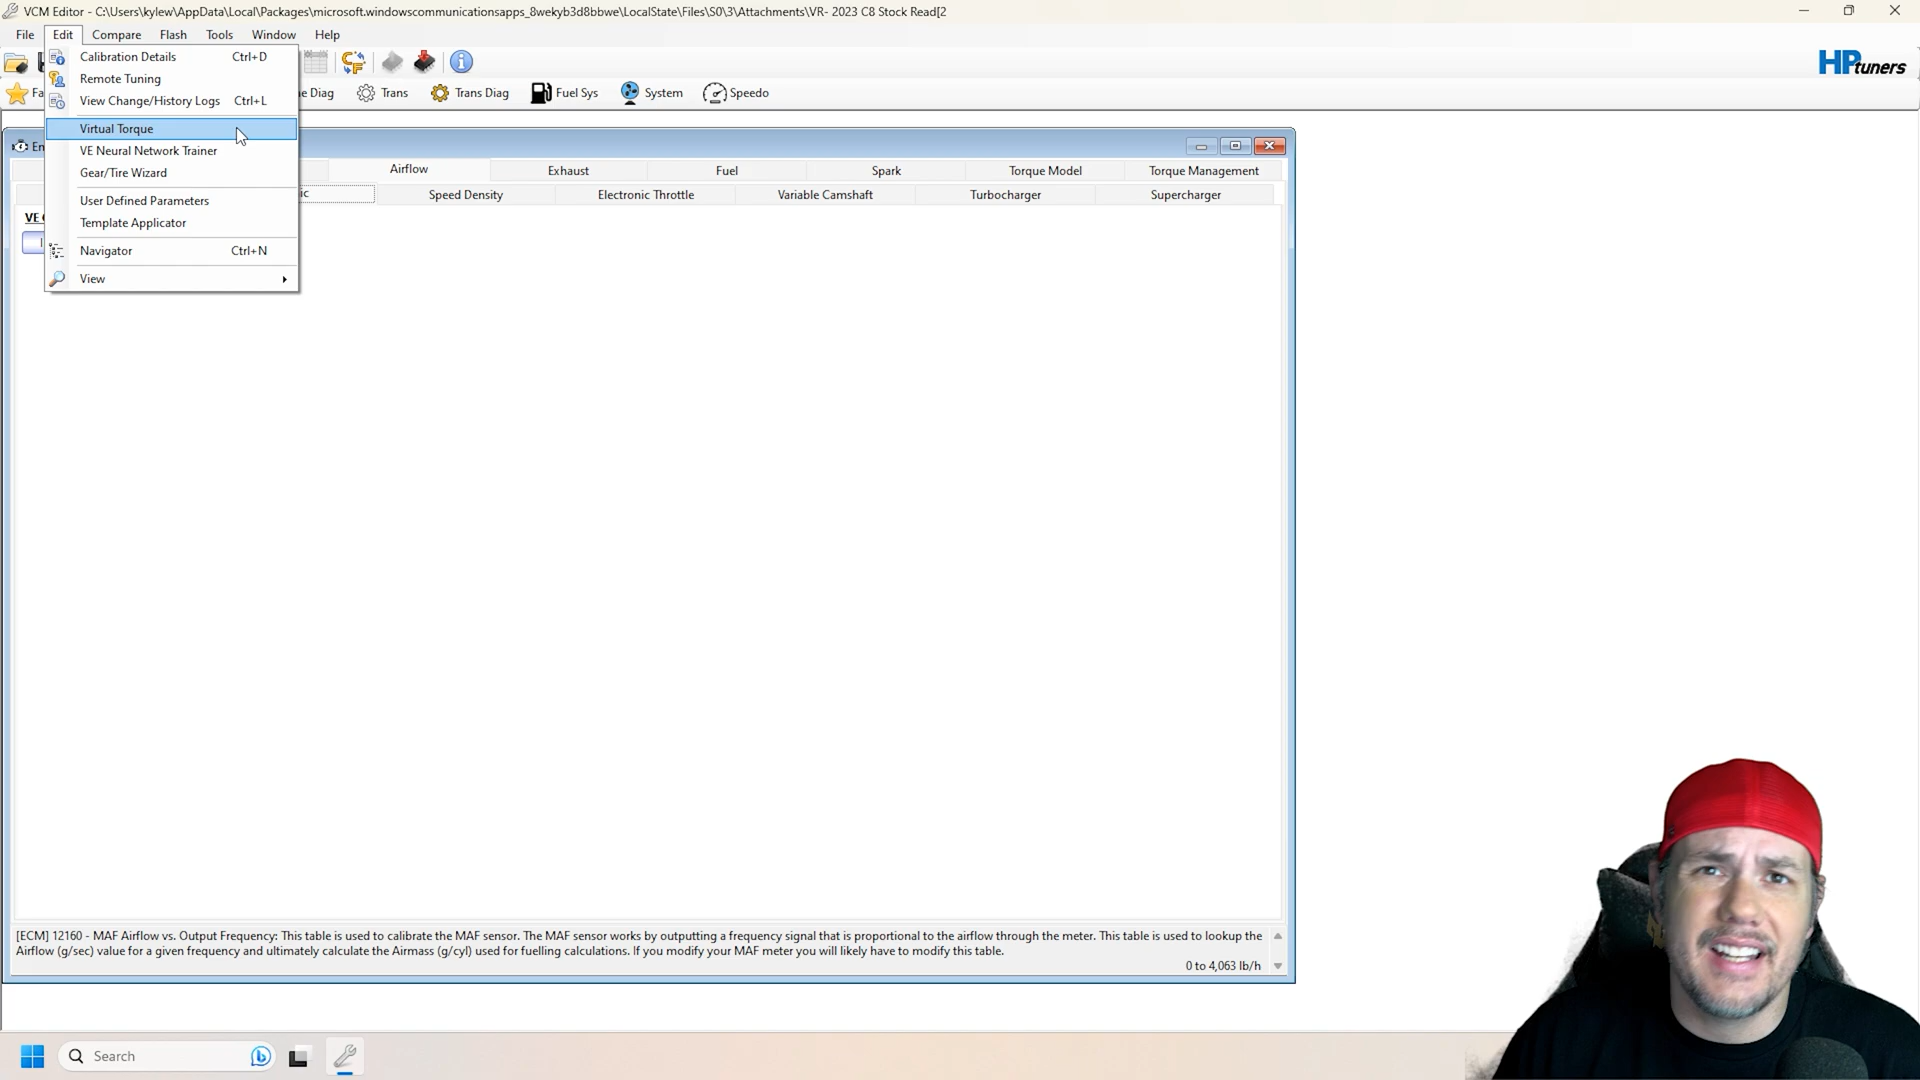 VCM Editor - C:\Users\kylew\AppData\Local\Packages\microsoft.windowscommunicationsapps_8wekyb3d8bbwe\LocalState\Files\S0\3\Attachments\VR- 2023 C8 Stock Read[2
File Edit Compare Flash Tools Window Help
HPtuners
Fa
ne Diag Trans Trans Diag Fuel Sys System Speedo
Calibration Details Ctrl+D
Remote Tuning
View Change/History Logs Ctrl+L
Virtual Torque
VE Neural Network Trainer
Gear/Tire Wizard
User Defined Parameters
Template Applicator
Navigator Ctrl+N
View
En
Airflow Exhaust Fuel Spark Torque Model Torque Management
ic Speed Density Electronic Throttle Variable Camshaft Turbocharger Supercharger
VE
[ECM] 12160 - MAF Airflow vs. Output Frequency: This table is used to calibrate the MAF sensor. The MAF sensor works by outputting a frequency signal that is proportional to the airflow through the meter. This table is used to lookup the
Airflow (g/sec) value for a given frequency and ultimately calculate the Airmass (g/cyl) used for fuelling calculations. If you modify your MAF meter you will likely have to modify this table.
0 to 4,063 lb/h
Search